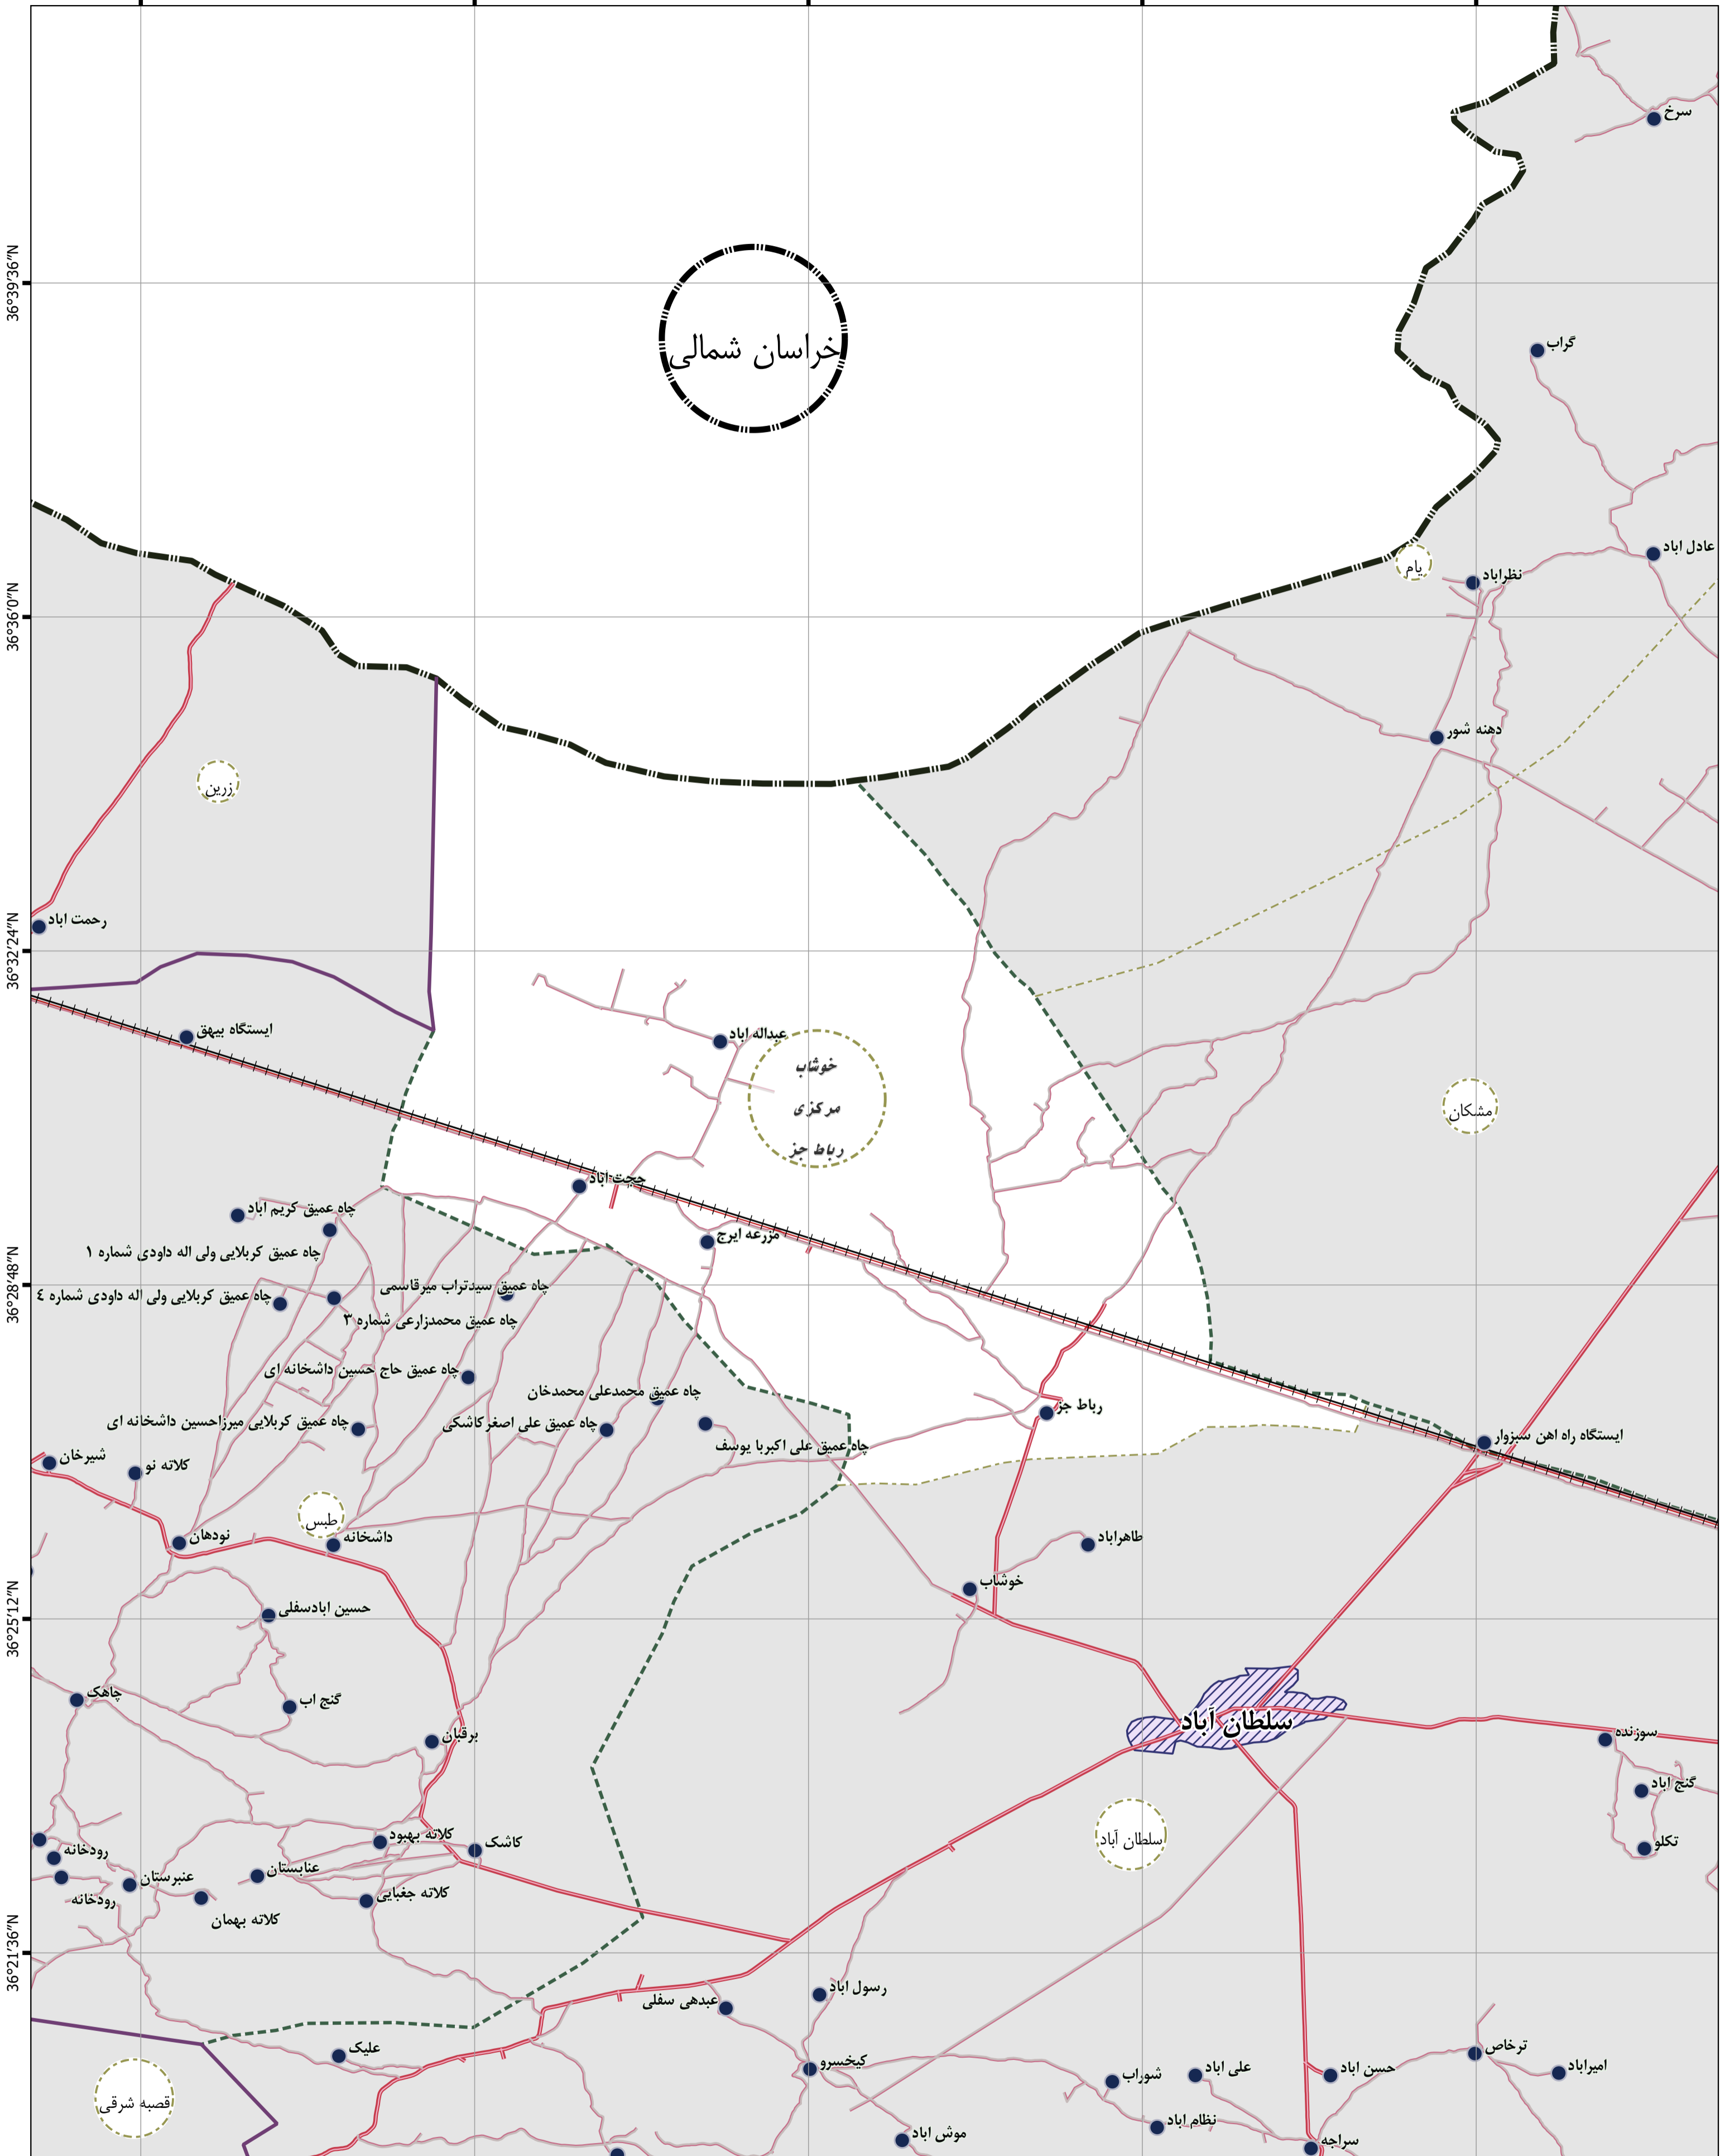 سرخ
36°39'36"N
خراسان شمالی
گراب
عادل اباد
یام
نظراباد
36°36'0"N
دهنه شور
زرین
رحمت اباد
36°32'24"N
ایستگاه بیهق
عبداله اباد
خوشاب
مرکزی
رباط جز
مشکان
حجت اباد
چاه عمیق کریم اباد
مزرعه ایرج
چاه عمیق کربلایی ولی اله داودی شماره ۱
36°28'48"N
چاه عمیق سیدتراب میرقاسمی
چاه عمیق کربلایی ولی اله داودی شماره ٤
چاه عمیق محمدزارعی شماره ۳
چاه عمیق حاج حسین داشخانه ای
چاه عمیق محمدعلی محمدخان
رباط جز
چاه عمیق کربلایی میرزاحسین داشخانه ای
چاه عمیق علی اصغرکاشکی
ایستگاه راه اهن سبزوار
چاه عمیق علی اکبربا یوسف
شیرخان
کلاته نو
طبس
نودهان
داشخانه
طاهراباد
خوشاب
36°25'12"N
حسین ابادسفلی
چاهک
گنج اب
سلطان آباد
برقبان
سوزنده
گنج اباد
سلطان آباد
کلاته بهبود
کاشک
تکلو
رودخانه
عنابستان
عنبرستان
رودخانه
کلاته جغبایی
کلاته بهمان
36°21'36"N
رسول اباد
عبدهی سفلی
علیک
ترخاص
کیخسرو
شوراب
علی اباد
حسن اباد
امیراباد
قصبه شرقی
نظام اباد
موش اباد
سراجه